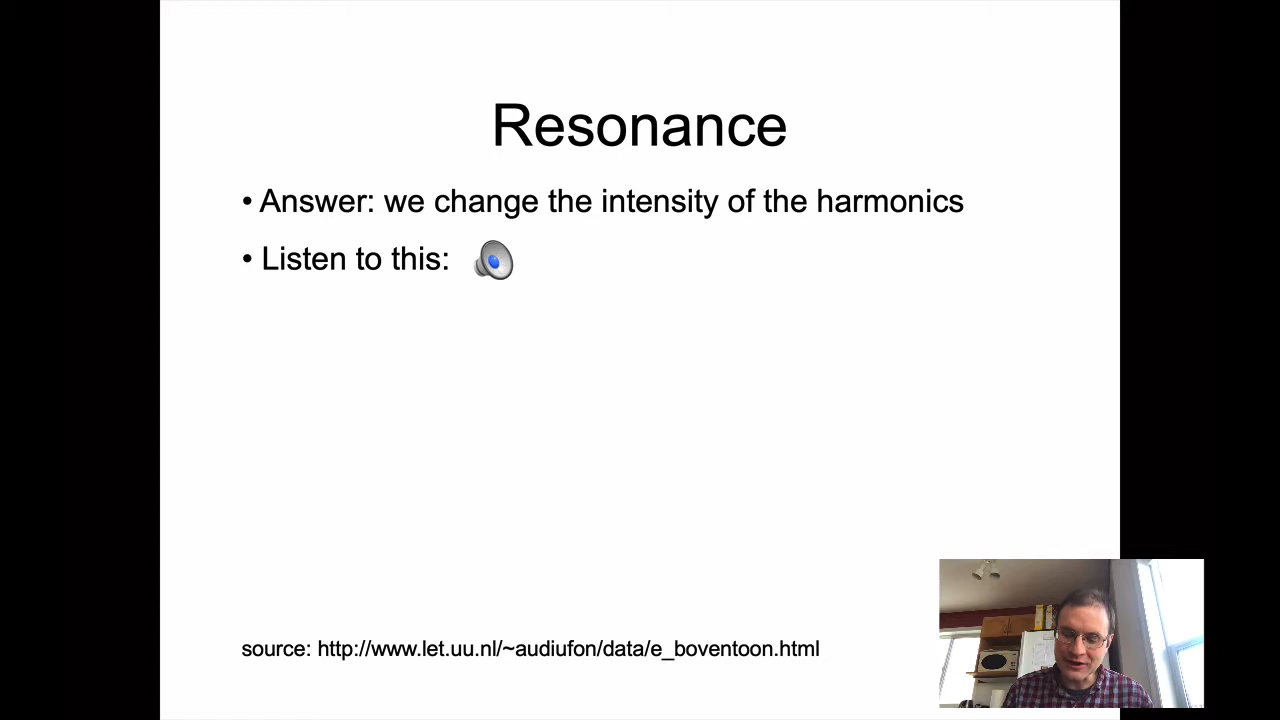 Resonance
• Answer: we change the intensity of the harmonics
• Listen to this:
source: http://www.let.uu.nl/~audiufon/data/e_boventoon.html